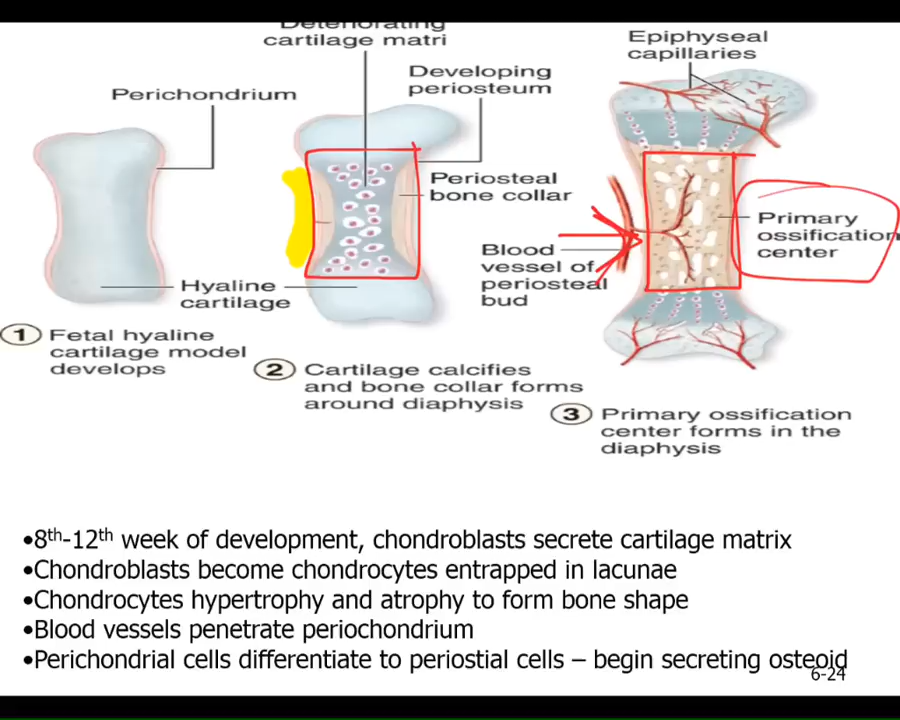 Deteriorating
cartilage matri
Epiphyseal
capillaries
Perichondrium
Developing
periosteum
Periosteal
bone collar
Primary
ossification
center
Blood
vessel of
periosteal
bud
Hyaline
cartilage
1 Fetal hyaline
cartilage model
develops
2 Cartilage calcifies
and bone collar forms
around diaphysis
3 Primary ossification
center forms in the
diaphysis
•8th-12th week of development, chondroblasts secrete cartilage matrix
•Chondroblasts become chondrocytes entrapped in lacunae
•Chondrocytes hypertrophy and atrophy to form bone shape
•Blood vessels penetrate periochondrium
•Perichondrial cells differentiate to periostial cells – begin secreting osteoid
6-24